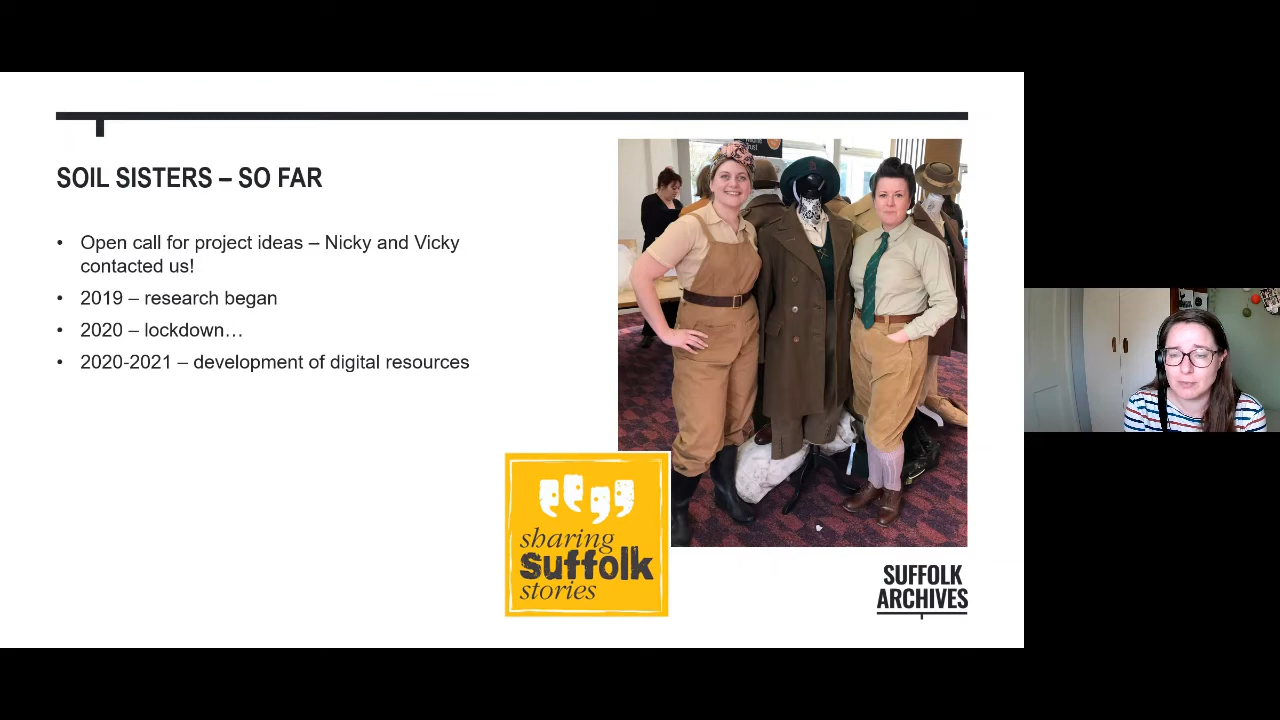 SOIL SISTERS – SO FAR
• Open call for project ideas – Nicky and Vicky
contacted us!
• 2019 – research began
• 2020 – lockdown…
• 2020-2021 – development of digital resources
sharing
suffolk
stories
SUFFOLK
ARCHIVES